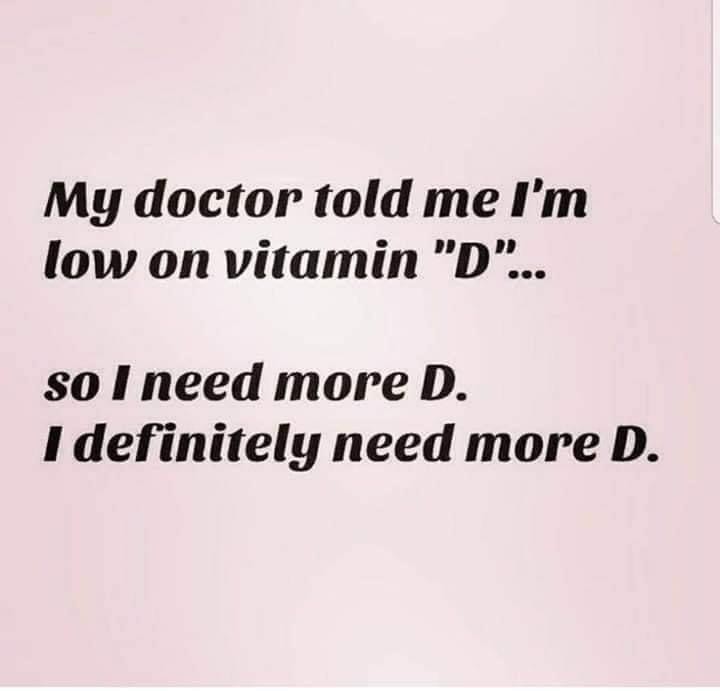 My doctor told me I'm
low on vitamin "D"...
so I need more D.
I definitely need more D.